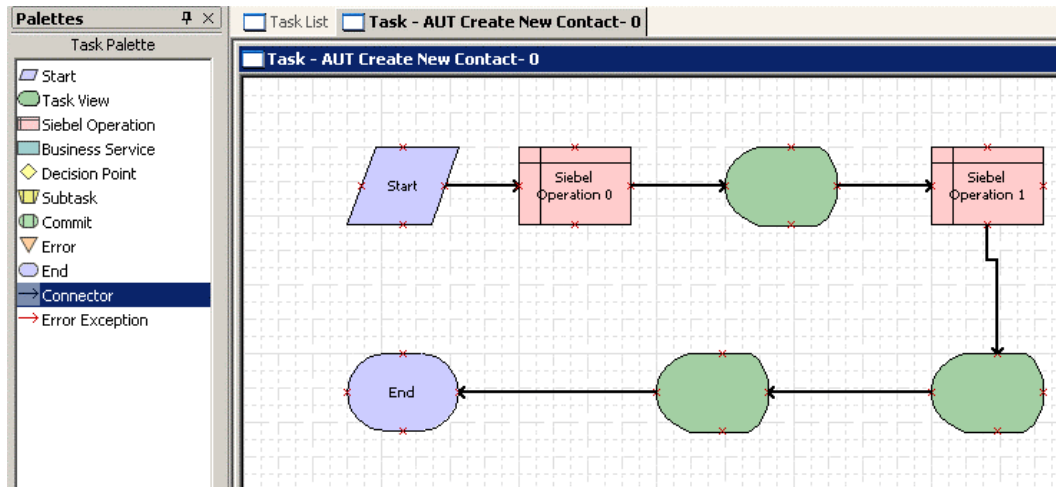 Palettes
Task Palette
Start
Task View
Siebel Operation
Business Service
Decision Point
Subtask
Commit
Error
End
Connector
Error Exception
Task List
Task - AUT Create New Contact- 0
Task - AUT Create New Contact- 0
Start
Siebel
Operation 0
Siebel
Operation 1
End